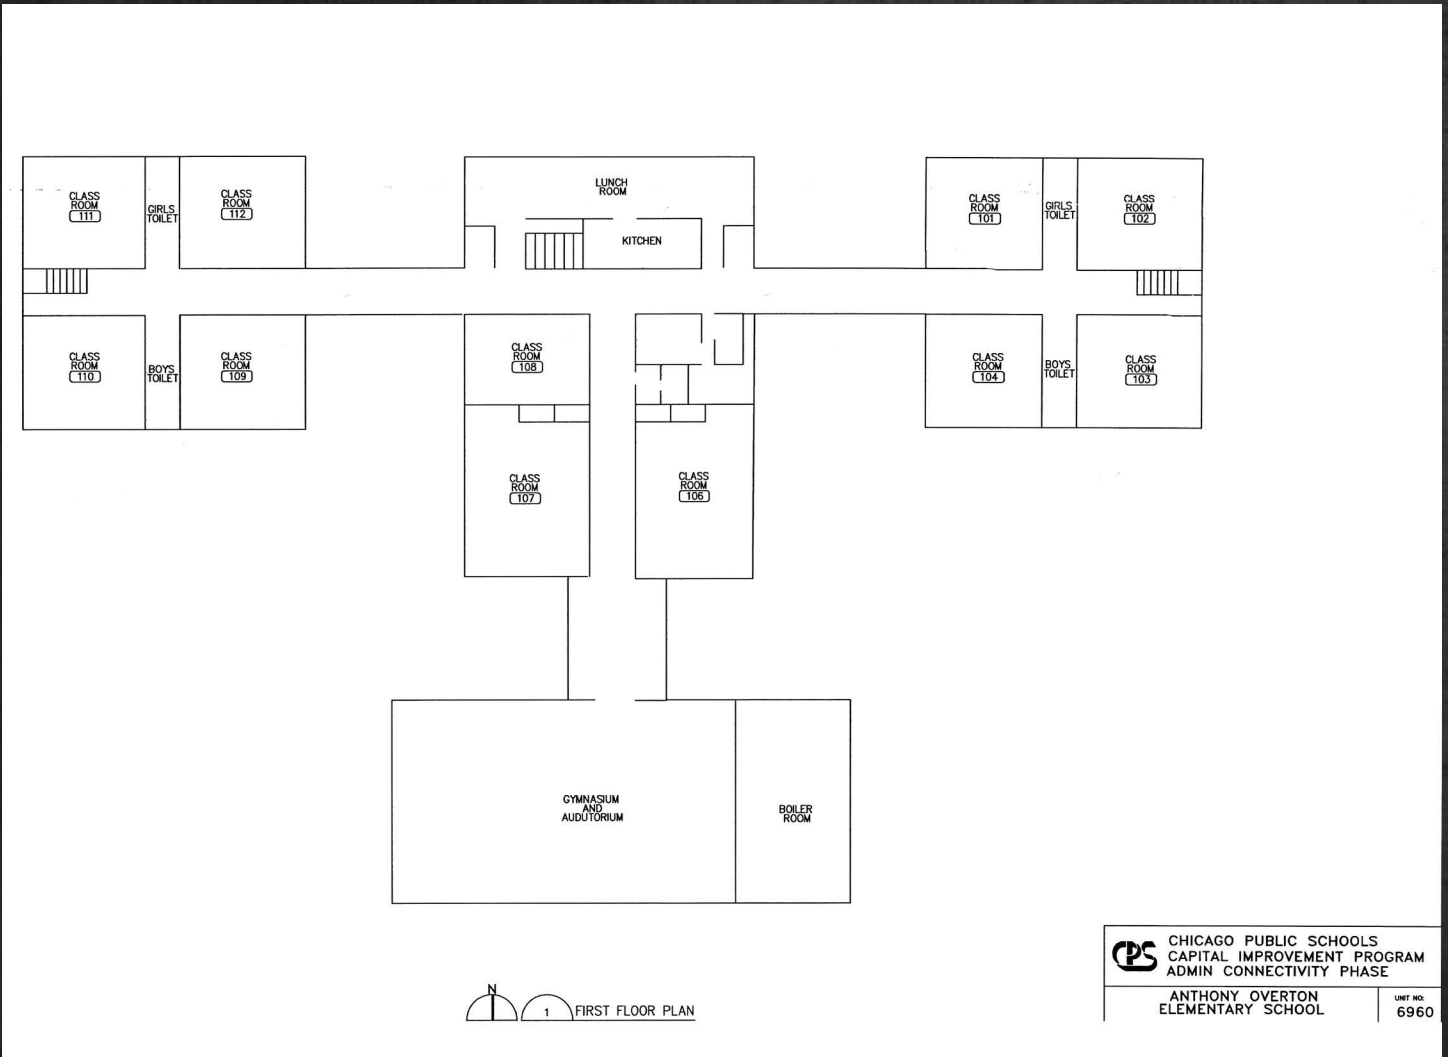 CLASS
ROOM
111
GIRLS
TOILET
CLASS
ROOM
112
LUNCH
ROOM
KITCHEN
CLASS
ROOM
101
GIRLS
TOILET
CLASS
ROOM
102
CLASS
ROOM
110
BOYS
TOILET
CLASS
ROOM
109
CLASS
ROOM
108
CLASS
ROOM
104
BOYS
TOILET
CLASS
ROOM
103
CLASS
ROOM
107
CLASS
ROOM
106
GYMNASIUM
AND
AUDUTORIUM
BOILER
ROOM
N
1 FIRST FLOOR PLAN
CPS
CHICAGO PUBLIC SCHOOLS
CAPITAL IMPROVEMENT PROGRAM
ADMIN CONNECTIVITY PHASE
ANTHONY OVERTON
ELEMENTARY SCHOOL
UNIT NO:
6960